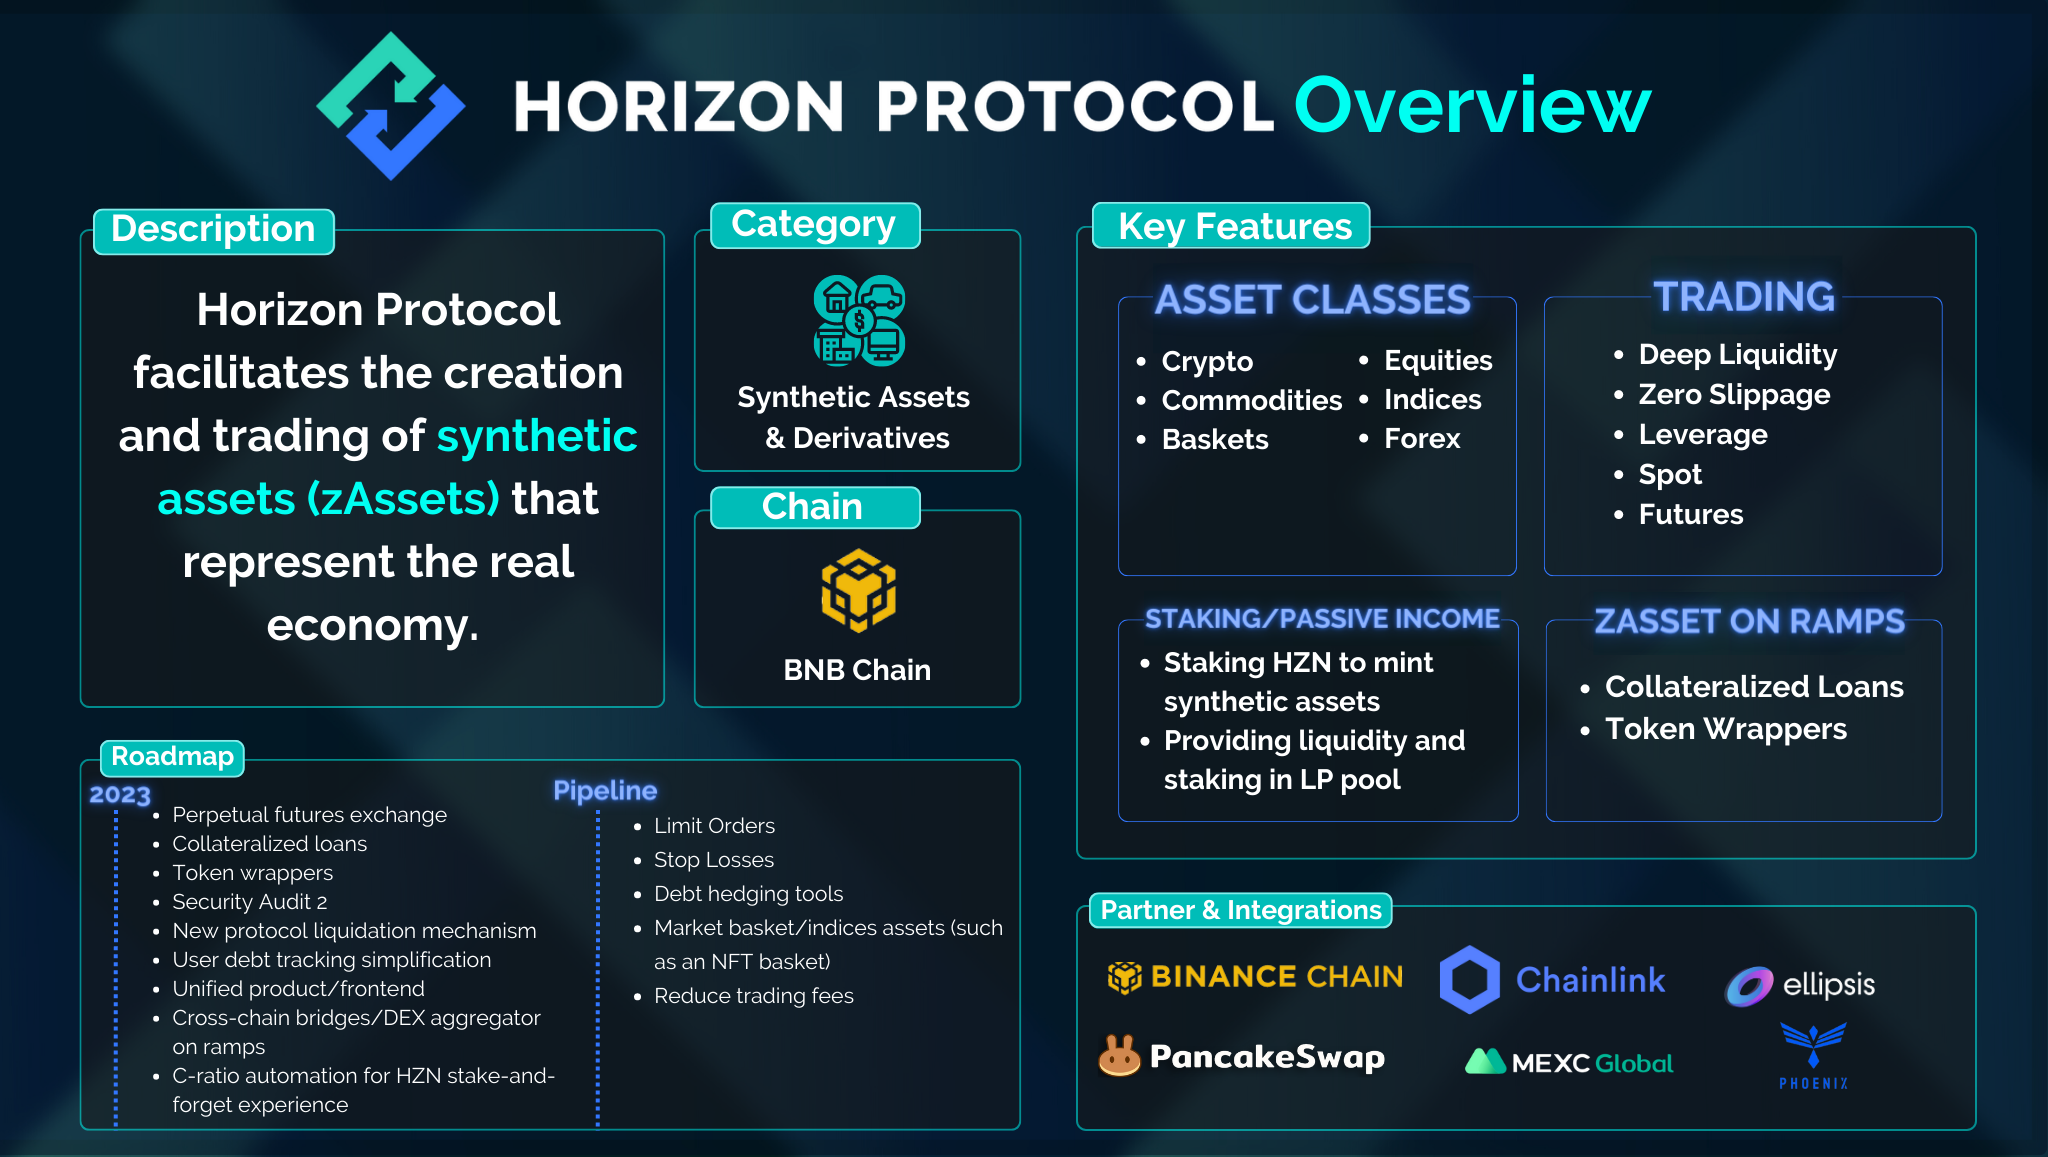 HORIZON PROTOCOL Overview
Description
Horizon Protocol
facilitates the creation
and trading of synthetic
assets (zAssets) that
represent the real
economy.
Category
Synthetic Assets
& Derivatives
Chain
BNB Chain
Key Features
ASSET CLASSES
• Crypto
• Commodities
• Baskets
• Equities
• Indices
• Forex
TRADING
• Deep Liquidity
• Zero Slippage
• Leverage
• Spot
• Futures
STAKING/PASSIVE INCOME
• Staking HZN to mint
synthetic assets
• Providing liquidity and
staking in LP pool
ZASSET ON RAMPS
• Collateralized Loans
• Token Wrappers
Roadmap
2023
• Perpetual futures exchange
• Collateralized loans
• Token wrappers
• Security Audit 2
• New protocol liquidation mechanism
• User debt tracking simplification
• Unified product/frontend
• Cross-chain bridges/DEX aggregator
on ramps
• C-ratio automation for HZN stake-and-
forget experience
Pipeline
• Limit Orders
• Stop Losses
• Debt hedging tools
• Market basket/indices assets (such
as an NFT basket)
• Reduce trading fees
Partner & Integrations
BINANCE CHAIN
Chainlink
ellipsis
PancakeSwap
MEXC Global
PHOENIX